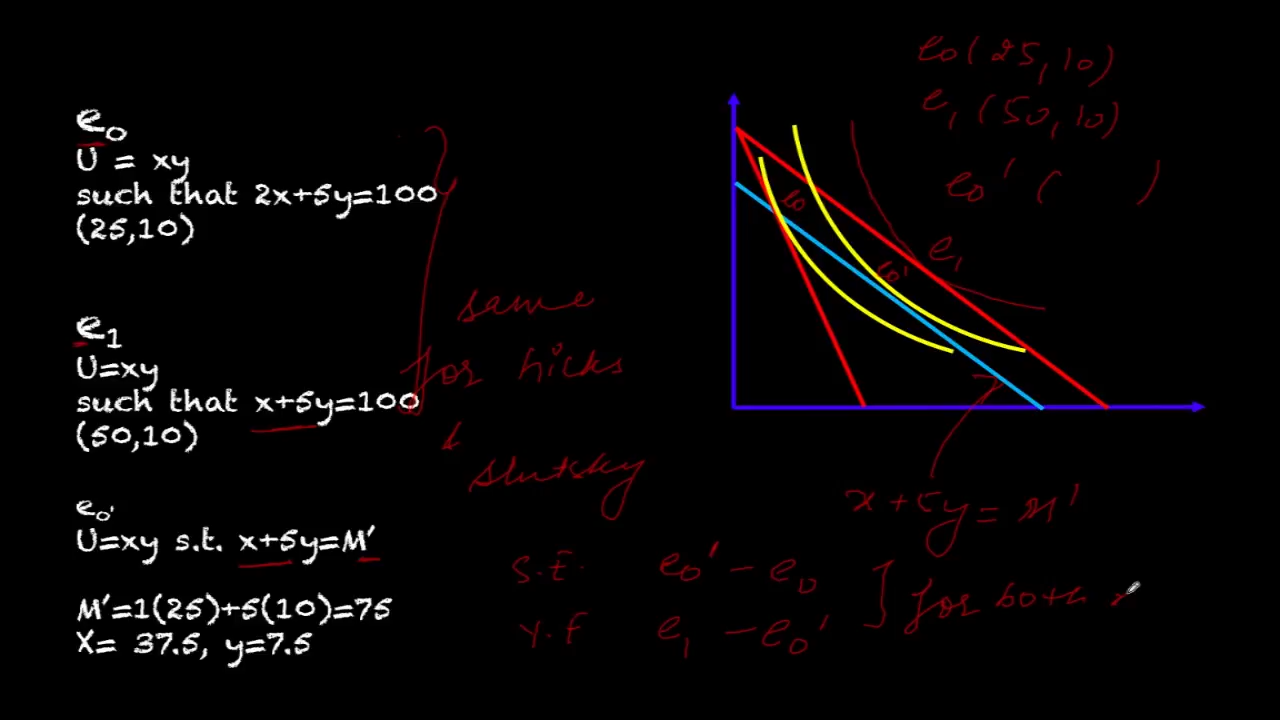 e₀
U = xy
such that 2x+5y=100
(25,10)
e₁
U=xy
such that x+5y=100
(50,10)
e₀'
U=xy s.t. x+5y=M'
M'=1(25)+5(10)=75
X= 37.5, y=7.5
same
for hicks
&
slutsky
e₀(25,10)
e₁(50,10)
e₀'( )
e₀
e₀'
e₁
x+5y=M'
S.E. e₀' - e₀
Y.F e₁ - e₀'
for both